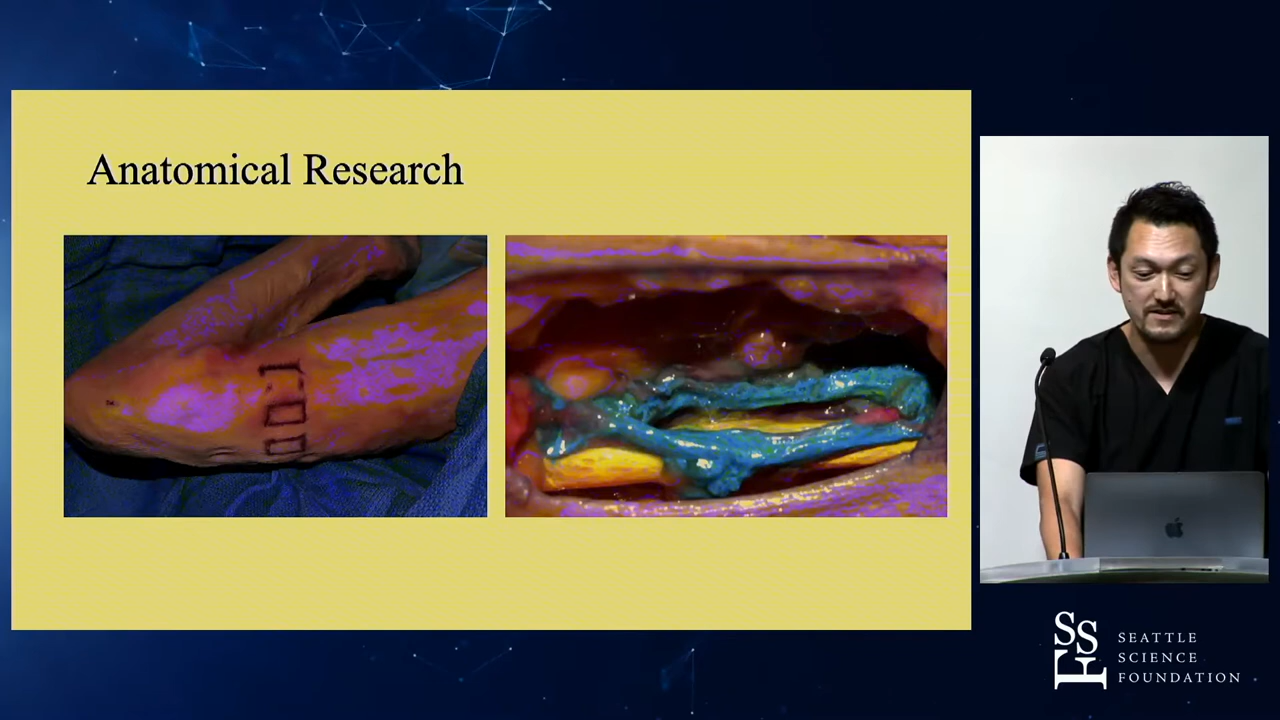 Anatomical Research
SSF
SEATTLE
SCIENCE
FOUNDATION